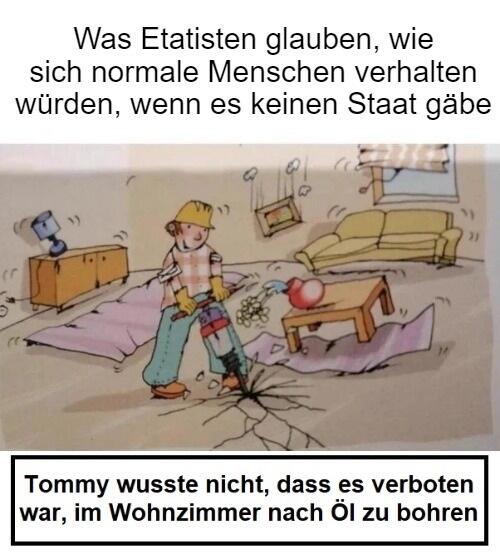 Was Etatisten glauben, wie
sich normale Menschen verhalten
würden, wenn es keinen Staat gäbe
Tommy wusste nicht, dass es verboten
war, im Wohnzimmer nach Öl zu bohren